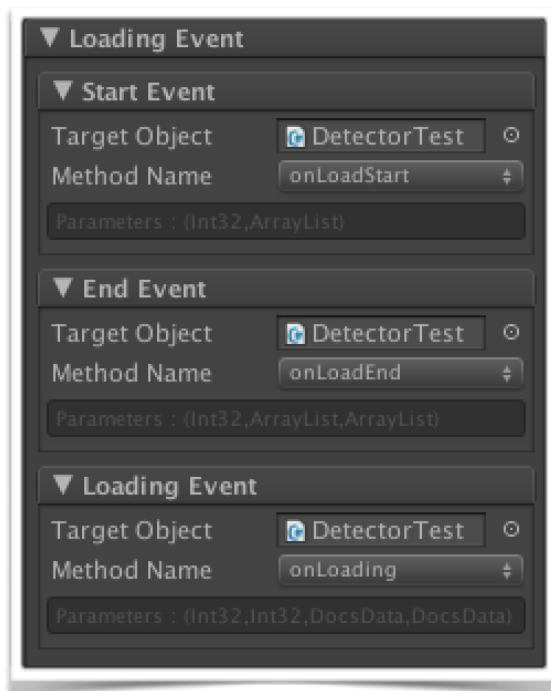 ▼ Loading Event
▼ Start Event
Target Object DetectorTest
Method Name onLoadStart
Parameters : (Int32,ArrayList)
▼ End Event
Target Object DetectorTest
Method Name onLoadEnd
Parameters : (Int32,ArrayList,ArrayList)
▼ Loading Event
Target Object DetectorTest
Method Name onLoading
Parameters : (Int32,Int32,DocsData,DocsData)